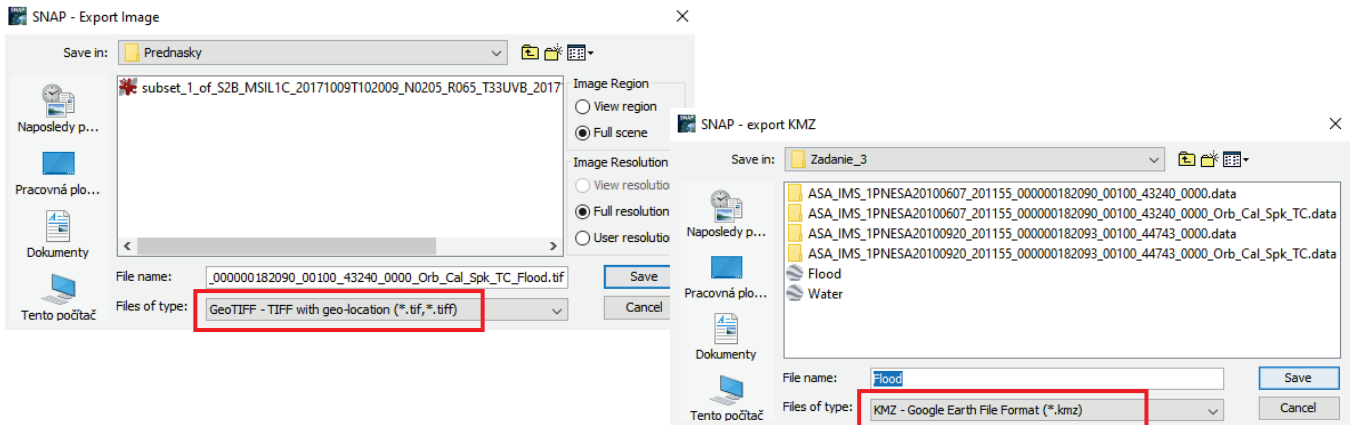 SNAP - Export Image
Save in: Prednasky
subset_1_of_S2B_MSIL1C_20171009T102009_N0205_R065_T33UVB_2017
Naposledy p...
Pracovná plo...
Dokumenty
Tento počítač
Image Region
View region
Full scene
Image Resolution
View resolutio
Full resolution
User resolutio
File name: _000000182090_00100_43240_0000_Orb_Cal_Spk_TC_Flood.tif
Save
Files of type: GeoTIFF - TIFF with geo-location (*.tif,*.tiff)
Cancel
SNAP - export KMZ
Save in: Zadanie_3
ASA_IMS_1PNESA20100607_201155_000000182090_00100_43240_0000.data
ASA_IMS_1PNESA20100607_201155_000000182090_00100_43240_0000_Orb_Cal_Spk_TC.data
ASA_IMS_1PNESA20100920_201155_000000182093_00100_44743_0000.data
ASA_IMS_1PNESA20100920_201155_000000182093_00100_44743_0000_Orb_Cal_Spk_TC.data
Flood
Water
Naposledy p...
Pracovná plo...
Dokumenty
Tento počítač
File name: Flood
Save
Files of type: KMZ - Google Earth File Format (*.kmz)
Cancel